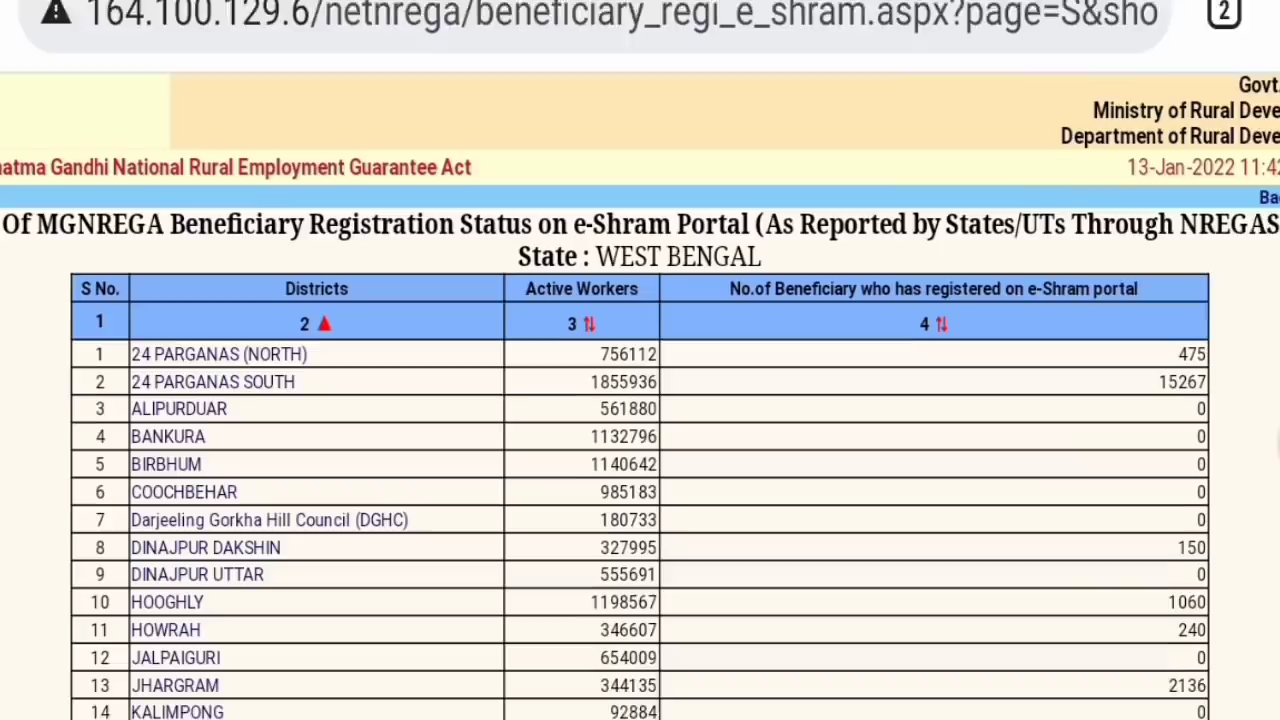 164.100.129.6/netnrega/beneficiary_regi_e_shram.aspx?page=S&sho 2
Govt.
Ministry of Rural Deve
Department of Rural Deve
hatma Gandhi National Rural Employment Guarantee Act 13-Jan-2022 11:42
Ba
Of MGNREGA Beneficiary Registration Status on e-Shram Portal (As Reported by States/UTs Through NREGAS
State : WEST BENGAL
S No. Districts Active Workers No.of Beneficiary who has registered on e-Shram portal
1 2 3 4
1 24 PARGANAS (NORTH) 756112 475
2 24 PARGANAS SOUTH 1855936 15267
3 ALIPURDUAR 561880 0
4 BANKURA 1132796 0
5 BIRBHUM 1140642 0
6 COOCHBEHAR 985183 0
7 Darjeeling Gorkha Hill Council (DGHC) 180733 0
8 DINAJPUR DAKSHIN 327995 150
9 DINAJPUR UTTAR 555691 0
10 HOOGHLY 1198567 1060
11 HOWRAH 346607 240
12 JALPAIGURI 654009 0
13 JHARGRAM 344135 2136
14 KALIMPONG 92884 0